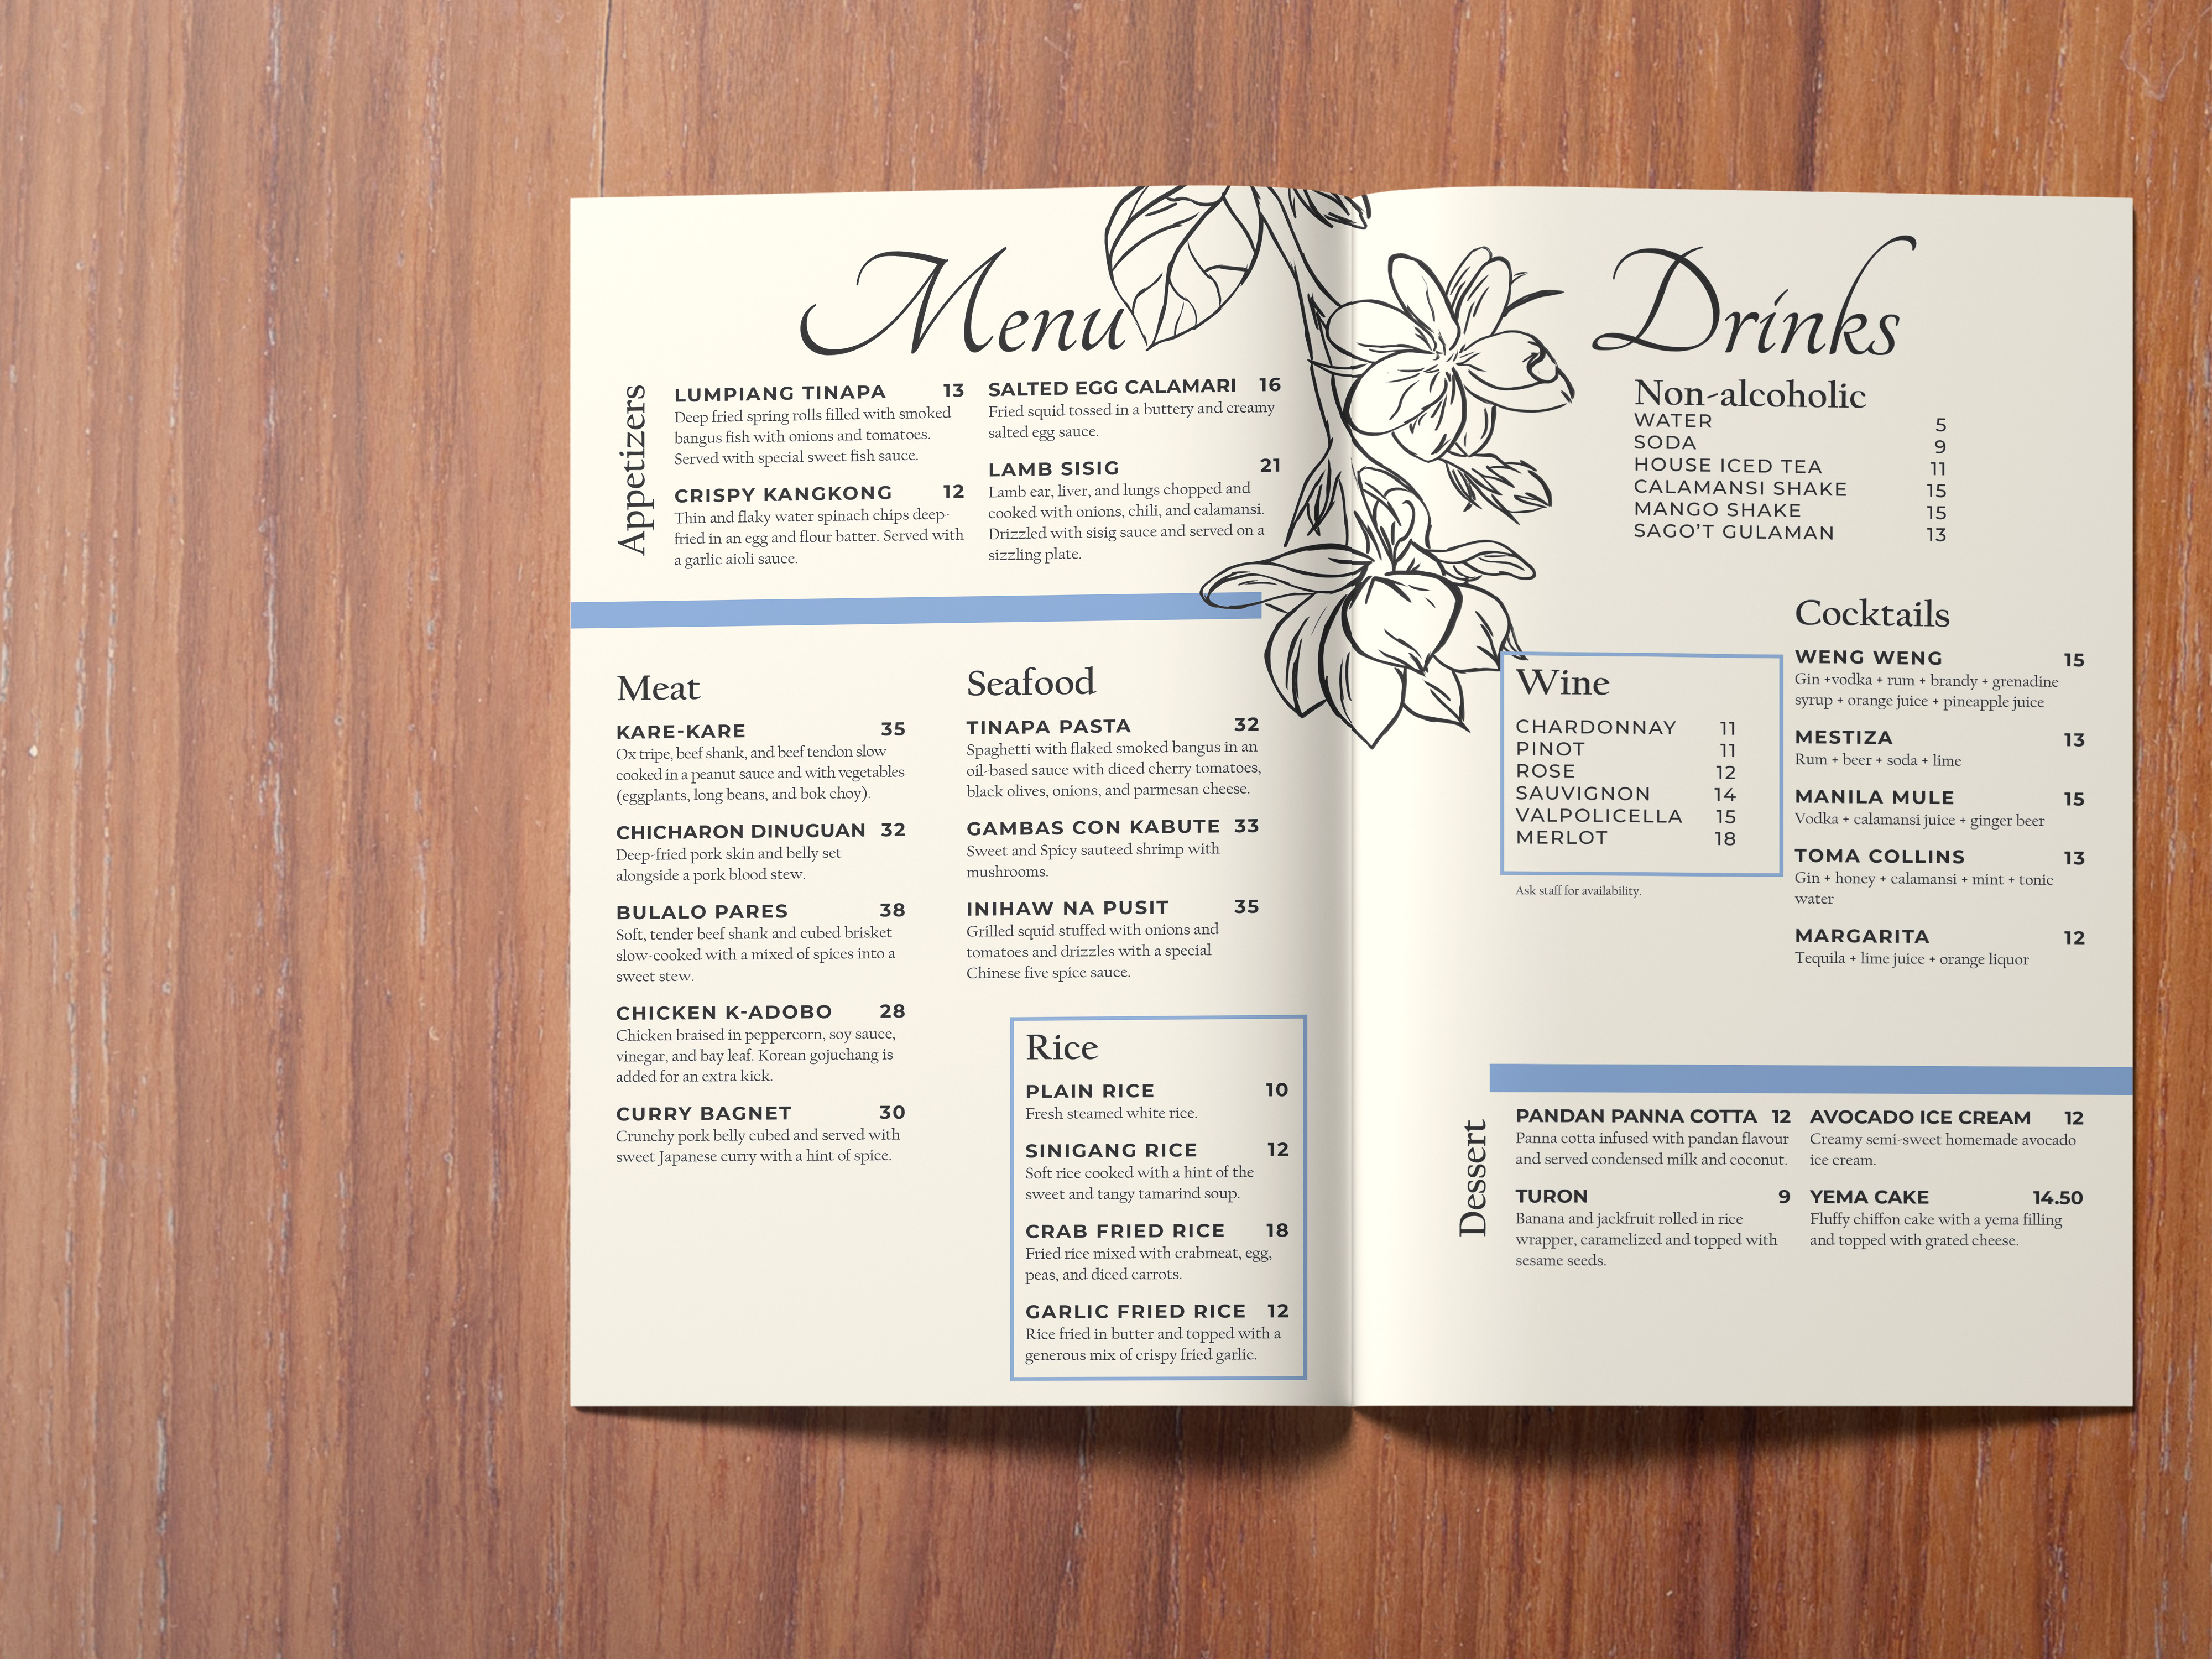 Menu
Appetizers
LUMPIANG TINAPA 13
Deep fried spring rolls filled with smoked
bangus fish with onions and tomatoes.
Served with special sweet fish sauce.
CRISPY KANGKONG 12
Thin and flaky water spinach chips deep-
fried in an egg and flour batter. Served with
a garlic aioli sauce.
SALTED EGG CALAMARI 16
Fried squid tossed in a buttery and creamy
salted egg sauce.
LAMB SISIG 21
Lamb ear, liver, and lungs chopped and
cooked with onions, chili, and calamansi.
Drizzled with sisig sauce and served on a
sizzling plate.
Meat
KARE-KARE 35
Ox tripe, beef shank, and beef tendon slow
cooked in a peanut sauce and with vegetables
(eggplants, long beans, and bok choy).
CHICHARON DINUGUAN 32
Deep-fried pork skin and belly set
alongside a pork blood stew.
BULALO PARES 38
Soft, tender beef shank and cubed brisket
slow-cooked with a mixed of spices into a
sweet stew.
CHICKEN K-ADOBO 28
Chicken braised in peppercorn, soy sauce,
vinegar, and bay leaf. Korean gojuchang is
added for an extra kick.
CURRY BAGNET 30
Crunchy pork belly cubed and served with
sweet Japanese curry with a hint of spice.
Seafood
TINAPA PASTA 32
Spaghetti with flaked smoked bangus in an
oil-based sauce with diced cherry tomatoes,
black olives, onions, and parmesan cheese.
GAMBAS CON KABUTE 33
Sweet and Spicy sauteed shrimp with
mushrooms.
INIHAW NA PUSIT 35
Grilled squid stuffed with onions and
tomatoes and drizzles with a special
Chinese five spice sauce.
Rice
PLAIN RICE 10
Fresh steamed white rice.
SINIGANG RICE 12
Soft rice cooked with a hint of the
sweet and tangy tamarind soup.
CRAB FRIED RICE 18
Fried rice mixed with crabmeat, egg,
peas, and diced carrots.
GARLIC FRIED RICE 12
Rice fried in butter and topped with a
generous mix of crispy fried garlic.
Drinks
Non-alcoholic
WATER 5
SODA 9
HOUSE ICED TEA 11
CALAMANSI SHAKE 15
MANGO SHAKE 15
SAGO'T GULAMAN 13
Wine
CHARDONNAY 11
PINOT 11
ROSE 12
SAUVIGNON 14
VALPOLICELLA 15
MERLOT 18
Ask staff for availability.
Cocktails
WENG WENG 15
Gin +vodka + rum + brandy + grenadine
syrup + orange juice + pineapple juice
MESTIZA 13
Rum + beer + soda + lime
MANILA MULE 15
Vodka + calamansi juice + ginger beer
TOMA COLLINS 13
Gin + honey + calamansi + mint + tonic
water
MARGARITA 12
Tequila + lime juice + orange liquor
Dessert
PANDAN PANNA COTTA 12
Panna cotta infused with pandan flavour
and served condensed milk and coconut.
TURON 9
Banana and jackfruit rolled in rice
wrapper, caramelized and topped with
sesame seeds.
AVOCADO ICE CREAM 12
Creamy semi-sweet homemade avocado
ice cream.
YEMA CAKE 14.50
Fluffy chiffon cake with a yema filling
and topped with grated cheese.